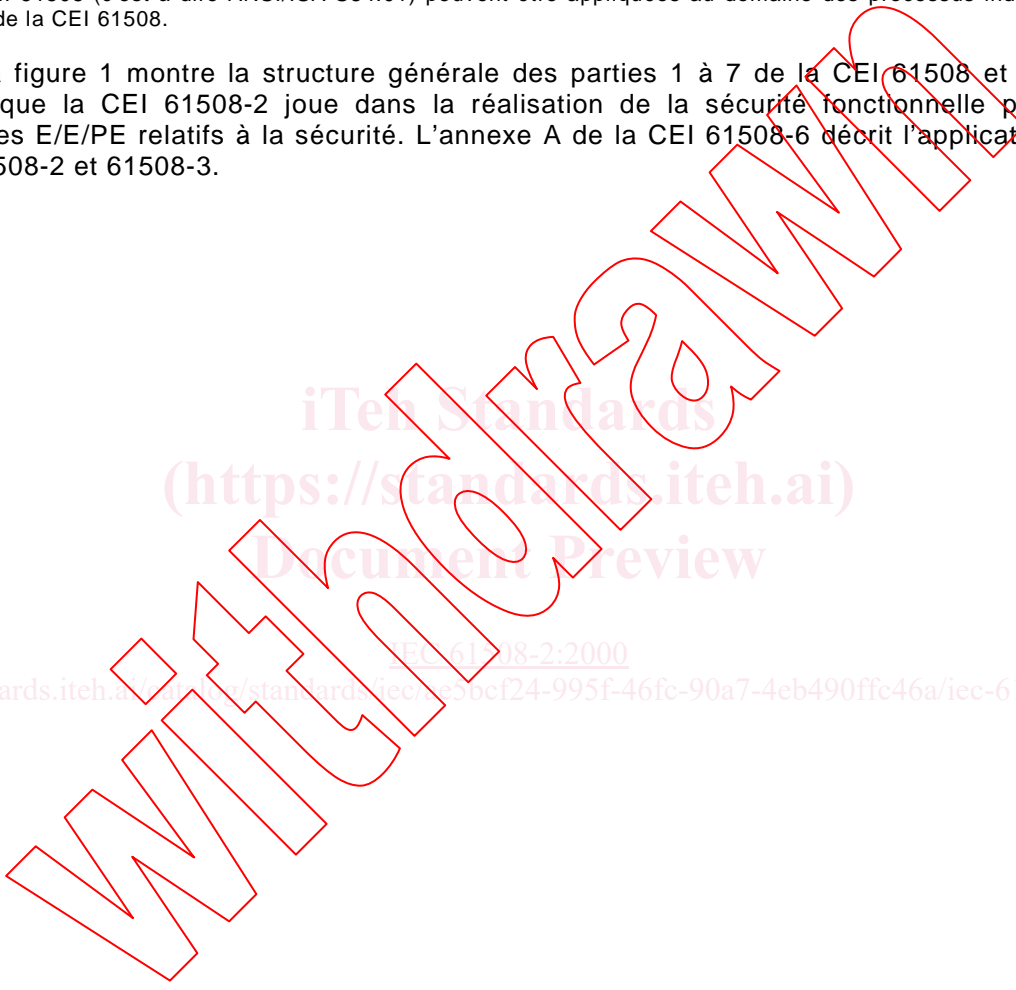 de la CEI 61508.
figure 1 montre la structure générale des parties 1 à 7 de la CEI 61508 et
que la CEI 61508-2 joue dans la réalisation de la sécurité fonctionnelle
es E/E/PE relatifs à la sécurité. L'annexe A de la CEI 61508-6 décrit l'applicat
508-2 et 61508-3.
withdrawn
iTeh Standards
(https://standards.iteh.ai)
Document Preview
IEC 61508-2:2000
ards.iteh.ai/catalog/standards/iec/ae5bcf24-995f-46fc-90a7-4eb490ffc46a/iec-6